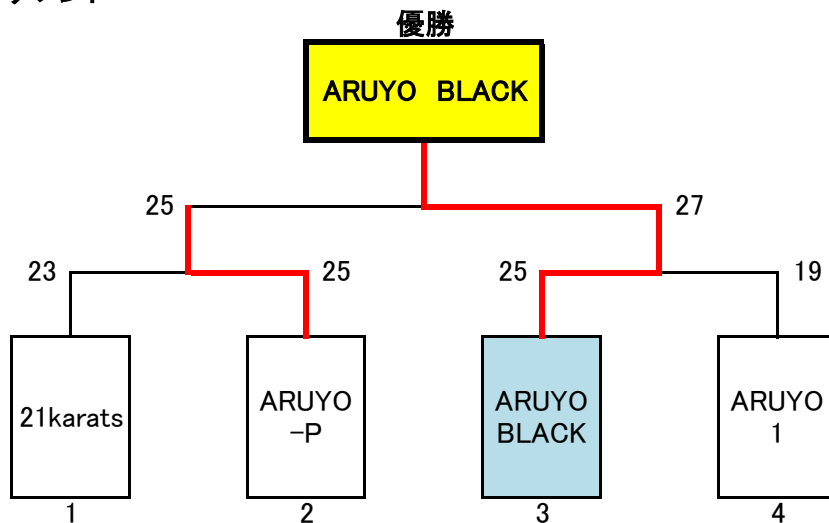 優勝
ARUYO BLACK
25
27
23
25
25
19
21karats
ARUYO
-P
ARUYO
BLACK
ARUYO
1
1
2
3
4